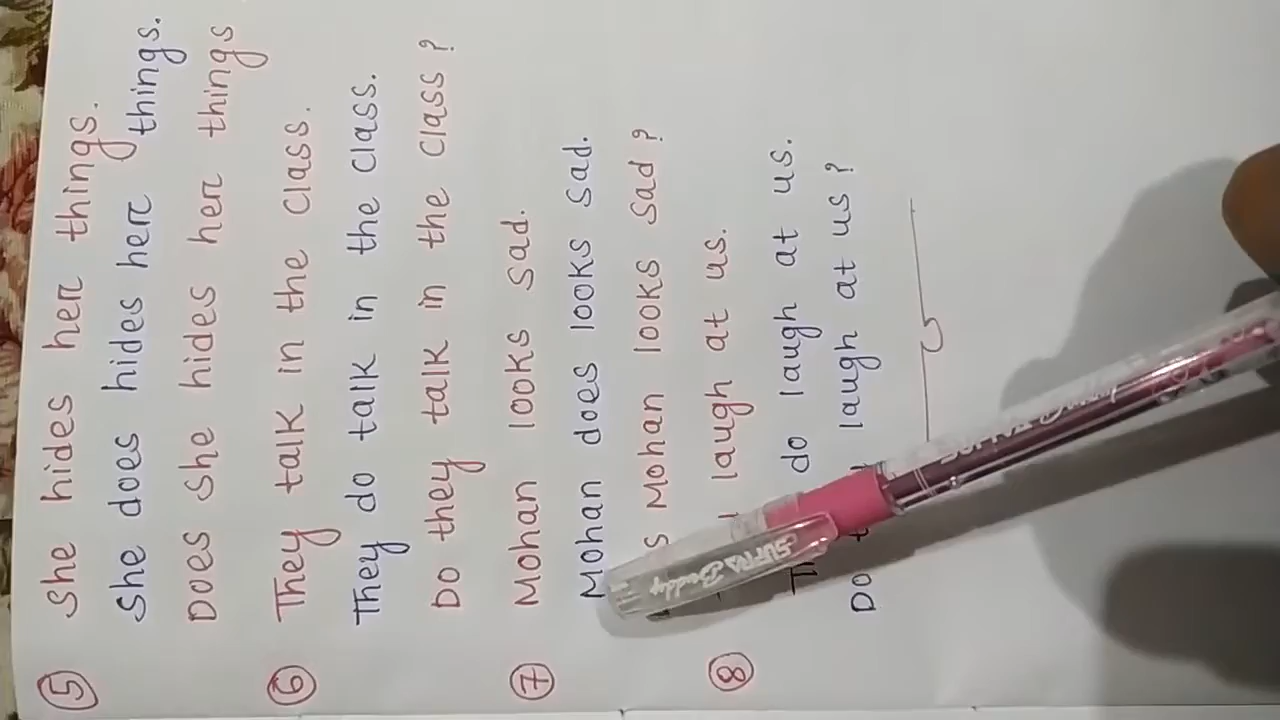 5 She hides her things.
She does hides her things.
Does she hides her things
6 They talk in the class.
They do talk in the class.
Do they talk in the class?
7 Mohan looks sad.
Mohan does looks sad.
Mohan looks sad?
8 laugh at us.
do laugh at us.
Do laugh at us?